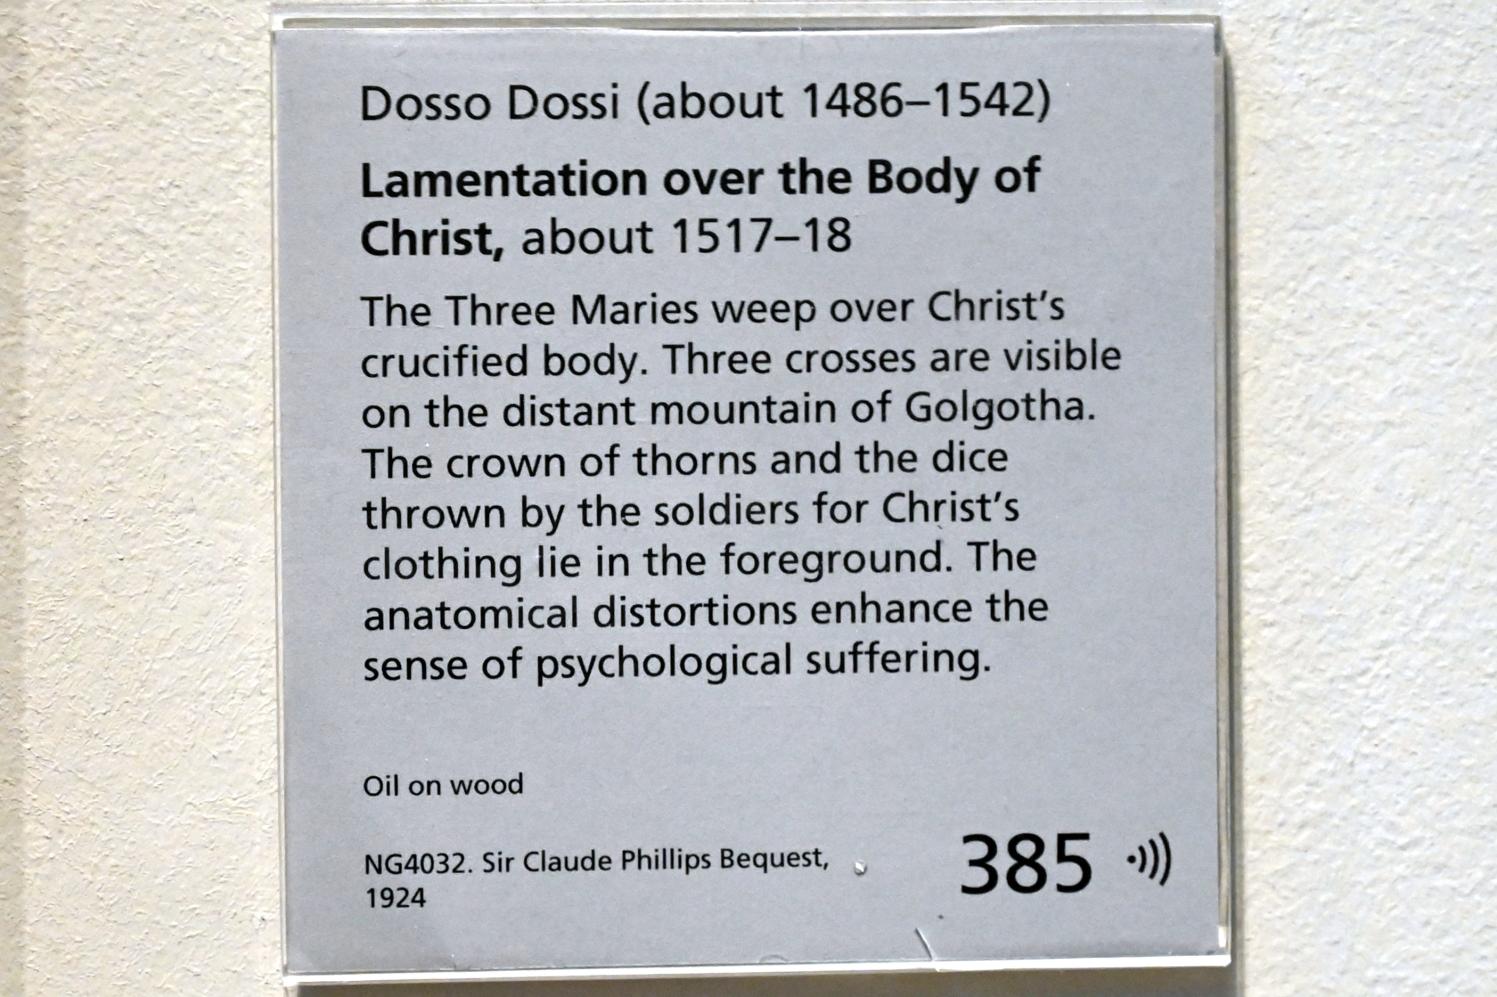 Dosso Dossi (about 1486–1542)
Lamentation over the Body of
Christ, about 1517–18
The Three Maries weep over Christ's
crucified body. Three crosses are visible
on the distant mountain of Golgotha.
The crown of thorns and the dice
thrown by the soldiers for Christ's
clothing lie in the foreground. The
anatomical distortions enhance the
sense of psychological suffering.
Oil on wood
NG4032. Sir Claude Phillips Bequest,
1924
385